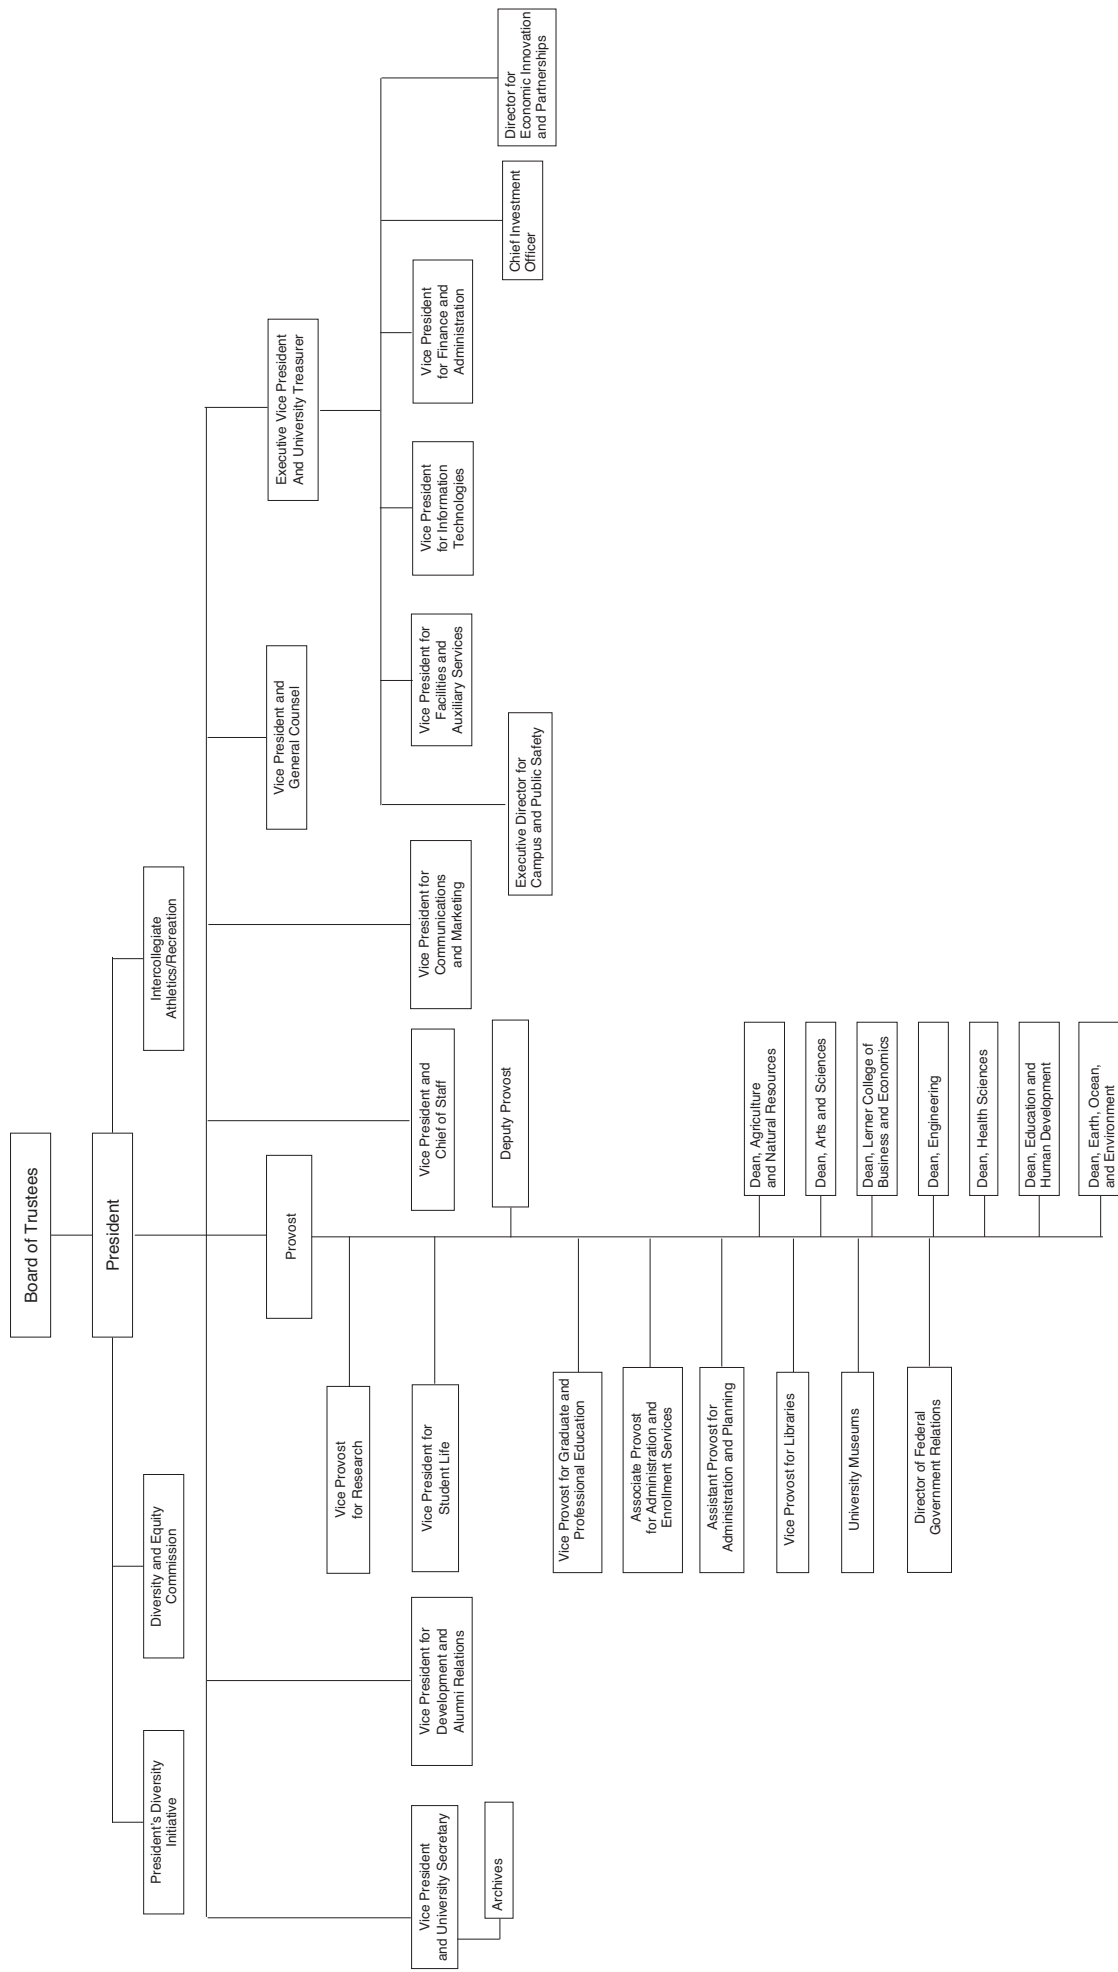 Board of Trustees
President
President's Diversity
Initiative
Diversity and Equity
Commission
Intercollegiate
Athletics/Recreation
Provost
Vice President and
General Counsel
Executive Vice President
And University Treasurer
Vice President
and University Secretary
Archives
Vice President for
Development and
Alumni Relations
Vice President and
Chief of Staff
Vice President for
Communications
and Marketing
Vice Provost
for Research
Vice President for
Student Life
Deputy Provost
Vice Provost for Graduate and
Professional Education
Associate Provost
for Administration and
Enrollment Services
Assistant Provost for
Administration and Planning
Vice Provost for Libraries
University Museums
Director of Federal
Government Relations
Dean, Agriculture
and Natural Resources
Dean, Arts and Sciences
Dean, Lerner College of
Business and Economics
Dean, Engineering
Dean, Health Sciences
Dean, Education and
Human Development
Dean, Earth, Ocean,
and Environment
Executive Director for
Campus and Public Safety
Vice President for
Facilities and
Auxiliary Services
Vice President
for Information
Technologies
Vice President
for Finance and
Administration
Chief Investment
Officer
Director for
Economic Innovation
and Partnerships